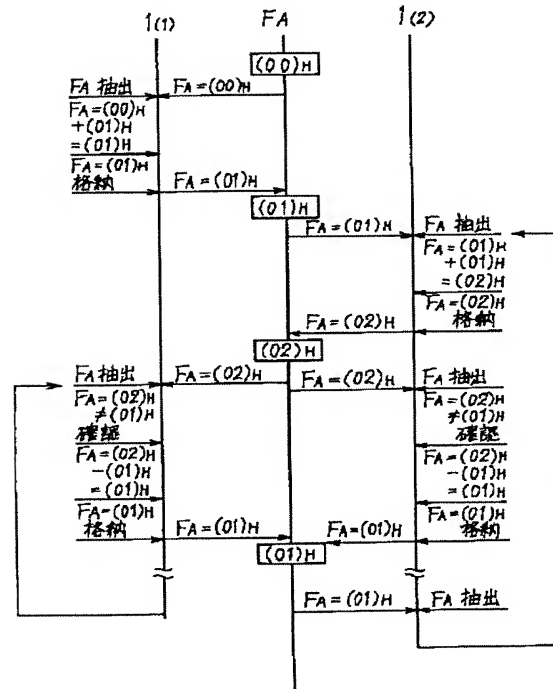 1(1)
FA
1(2)
(00)H
FA 抽出
FA=(00)H
FA=(00)H
+(01)H
=(01)H
FA=(01)H
格納
FA=(01)H
(01)H
FA=(01)H
FA 抽出
FA=(01)H
+(01)H
=(02)H
FA=(02)H
FA=(02)H
格納
(02)H
FA抽出
FA=(02)H
FA=(02)H
FA 抽出
FA=(02)H
≠(01)H
確認
FA=(02)H
-(01)H
=(01)H
FA=(01)H
格納
FA=(02)H
≠(01)H
確認
FA=(02)
-(01)H
=(01)H
FA=(01)H
格納
FA=(01)H
FA=(01)H
(01)H
FA=(01)H
FA 抽出